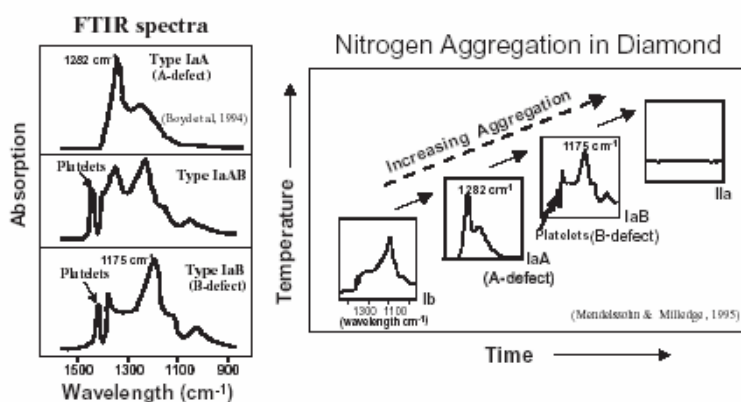 FTIR spectra
1282 cm-1
Type IaA
(A-defect)
(Boyd et al, 1994)
Platelets
Type IaAB
1175 cm-1
Platelets
Type IaB
(B-defect)
Absorption
1500 1300 1100 900
Wavelength (cm-1)
Nitrogen Aggregation in Diamond
Temperature
Increasing Aggregation
Ib
1300 1100
(wavelength cm-1)
1282 cm-1
IaA
(A-defect)
1175 cm-1
IaB
Platelets (B-defect)
IIa
(Mendelssohn & Milledge, 1995)
Time